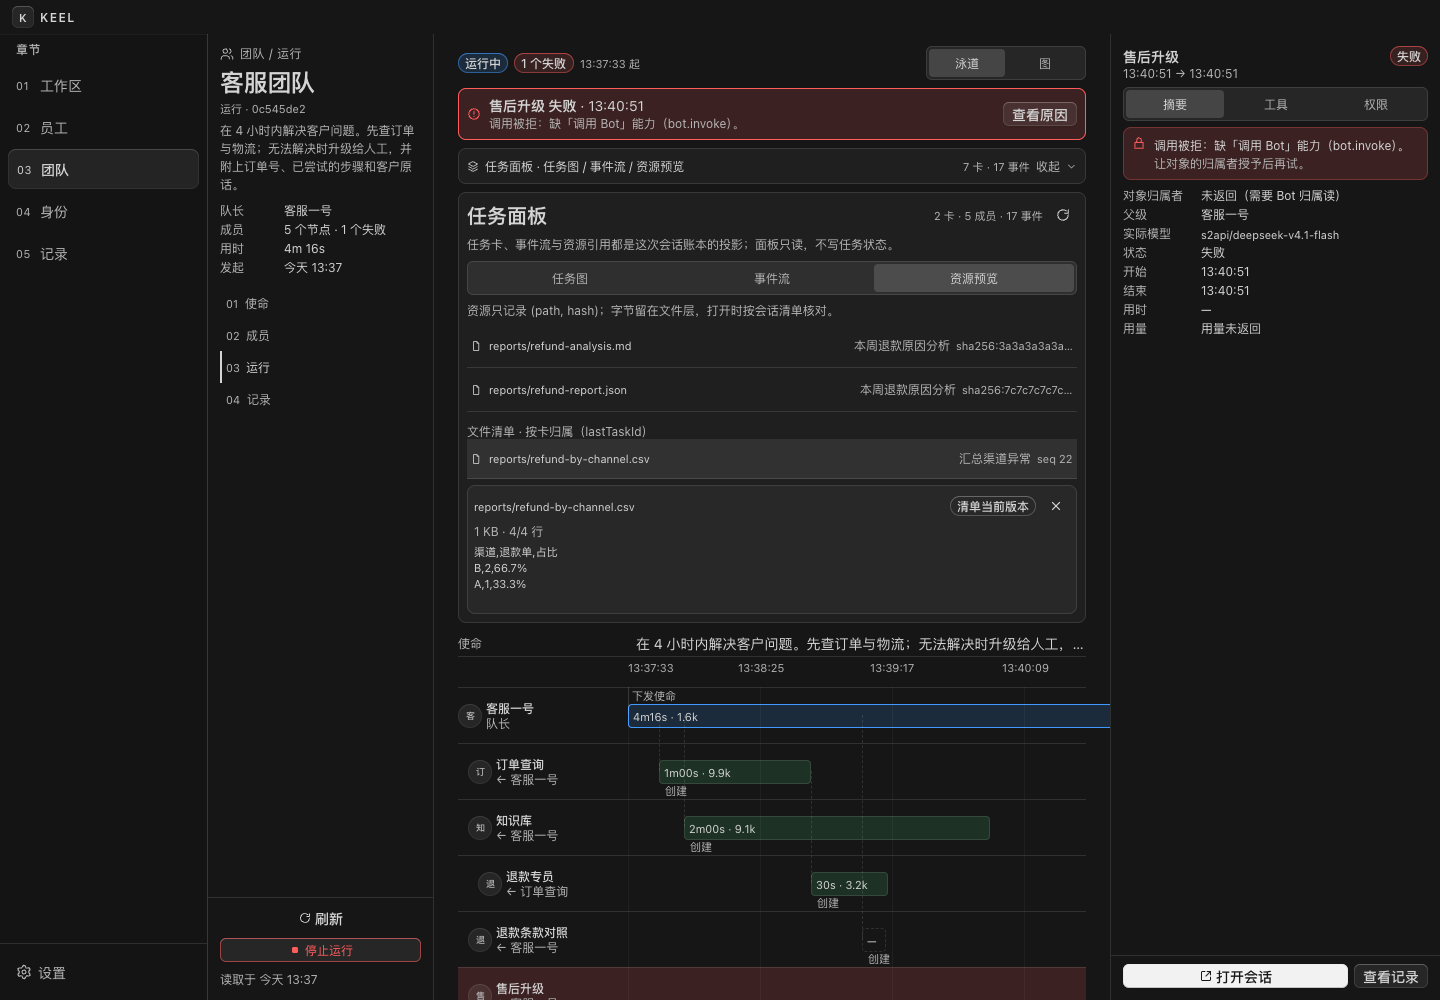 K KEEL
章节
01 工作区
02 员工
03 团队
04 身份
05 记录
设置
团队 / 运行
客服团队
运行 · 0c545de2
在 4 小时内解决客户问题。先查订单
与物流；无法解决时升级给人工，并
附上订单号、已尝试的步骤和客户原
话。
队长 客服一号
成员 5 个节点 · 1 个失败
用时 4m 16s
发起 今天 13:37
01 使命
02 成员
03 运行
04 记录
刷新
停止运行
读取于 今天 13:37
运行中 1 个失败 13:37:33 起
泳道 图
售后升级 失败 · 13:40:51
调用被拒：缺「调用 Bot」能力（bot.invoke）。
查看原因
任务面板 · 任务图 / 事件流 / 资源预览 7 卡 · 17 事件 收起
任务面板 2 卡 · 5 成员 · 17 事件
任务卡、事件流与资源引用都是这次会话账本的投影；面板只读，不写任务状态。
任务图 事件流 资源预览
资源只记录 (path, hash)；字节留在文件层，打开时按会话清单核对。
reports/refund-analysis.md 本周退款原因分析 sha256:3a3a3a3a3a...
reports/refund-report.json 本周退款原因分析 sha256:7c7c7c7c7c...
文件清单 · 按卡归属（lastTaskId）
reports/refund-by-channel.csv 汇总渠道异常 seq 22
reports/refund-by-channel.csv 清单当前版本
1 KB · 4/4 行
渠道,退款单,占比
B,2,66.7%
A,1,33.3%
使命 在 4 小时内解决客户问题。先查订单与物流；无法解决时升级给人工，...
13:37:33 13:38:25 13:39:17 13:40:09
下发使命
客 客服一号
队长
4m16s · 1.6k
订 订单查询
← 客服一号
1m00s · 9.9k
创建
知 知识库
← 客服一号
2m00s · 9.1k
创建
退 退款专员
← 订单查询
30s · 3.2k
创建
退 退款条款对照
← 客服一号
—
创建
售 售后升级
售后升级 失败
13:40:51 → 13:40:51
摘要 工具 权限
调用被拒：缺「调用 Bot」能力（bot.invoke）。
让对象的归属者授予后再试。
对象归属者 未返回（需要 Bot 归属读）
父级 客服一号
实际模型 s2api/deepseek-v4.1-flash
状态 失败
开始 13:40:51
结束 13:40:51
用时 —
用量 用量未返回
打开会话 查看记录